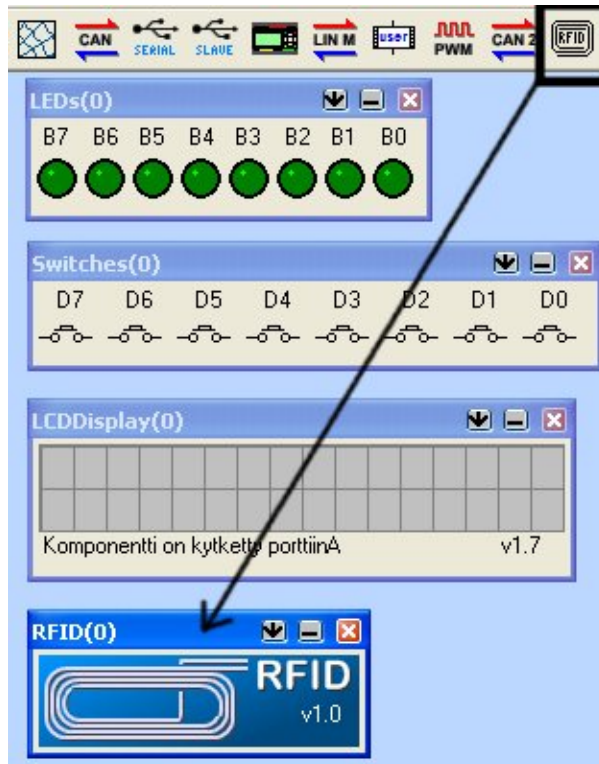 CAN SERIAL SLAVE LIN M user PWM CAN 2 RFID
LEDs(0)
B7 B6 B5 B4 B3 B2 B1 B0
Switches(0)
D7 D6 D5 D4 D3 D2 D1 D0
LCDDisplay(0)
Komponentti on kytketty porttiinA v1.7
RFID(0)
RFID
v1.0